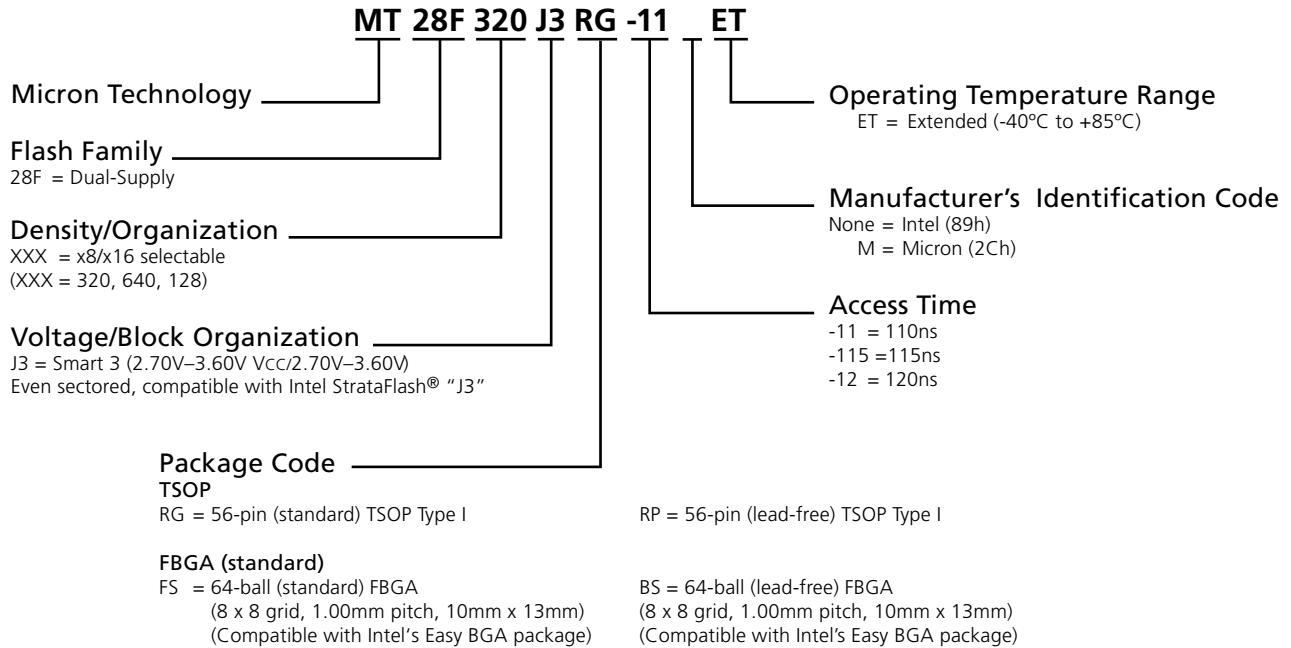 MT 28F 320 J3 RG -11 _ ET
Micron Technology
Flash Family
28F = Dual-Supply
Density/Organization
XXX = x8/x16 selectable
(XXX = 320, 640, 128)
Voltage/Block Organization
J3 = Smart 3 (2.70V–3.60V VCC/2.70V–3.60V)
Even sectored, compatible with Intel StrataFlash® “J3”
Operating Temperature Range
ET = Extended (-40ºC to +85ºC)
Manufacturer’s Identification Code
None = Intel (89h)
M = Micron (2Ch)
Access Time
-11 = 110ns
-115 =115ns
-12 = 120ns
Package Code
TSOP
RG = 56-pin (standard) TSOP Type I
RP = 56-pin (lead-free) TSOP Type I
FBGA (standard)
FS = 64-ball (standard) FBGA
(8 x 8 grid, 1.00mm pitch, 10mm x 13mm)
(Compatible with Intel‘s Easy BGA package)
BS = 64-ball (lead-free) FBGA
(8 x 8 grid, 1.00mm pitch, 10mm x 13mm)
(Compatible with Intel’s Easy BGA package)